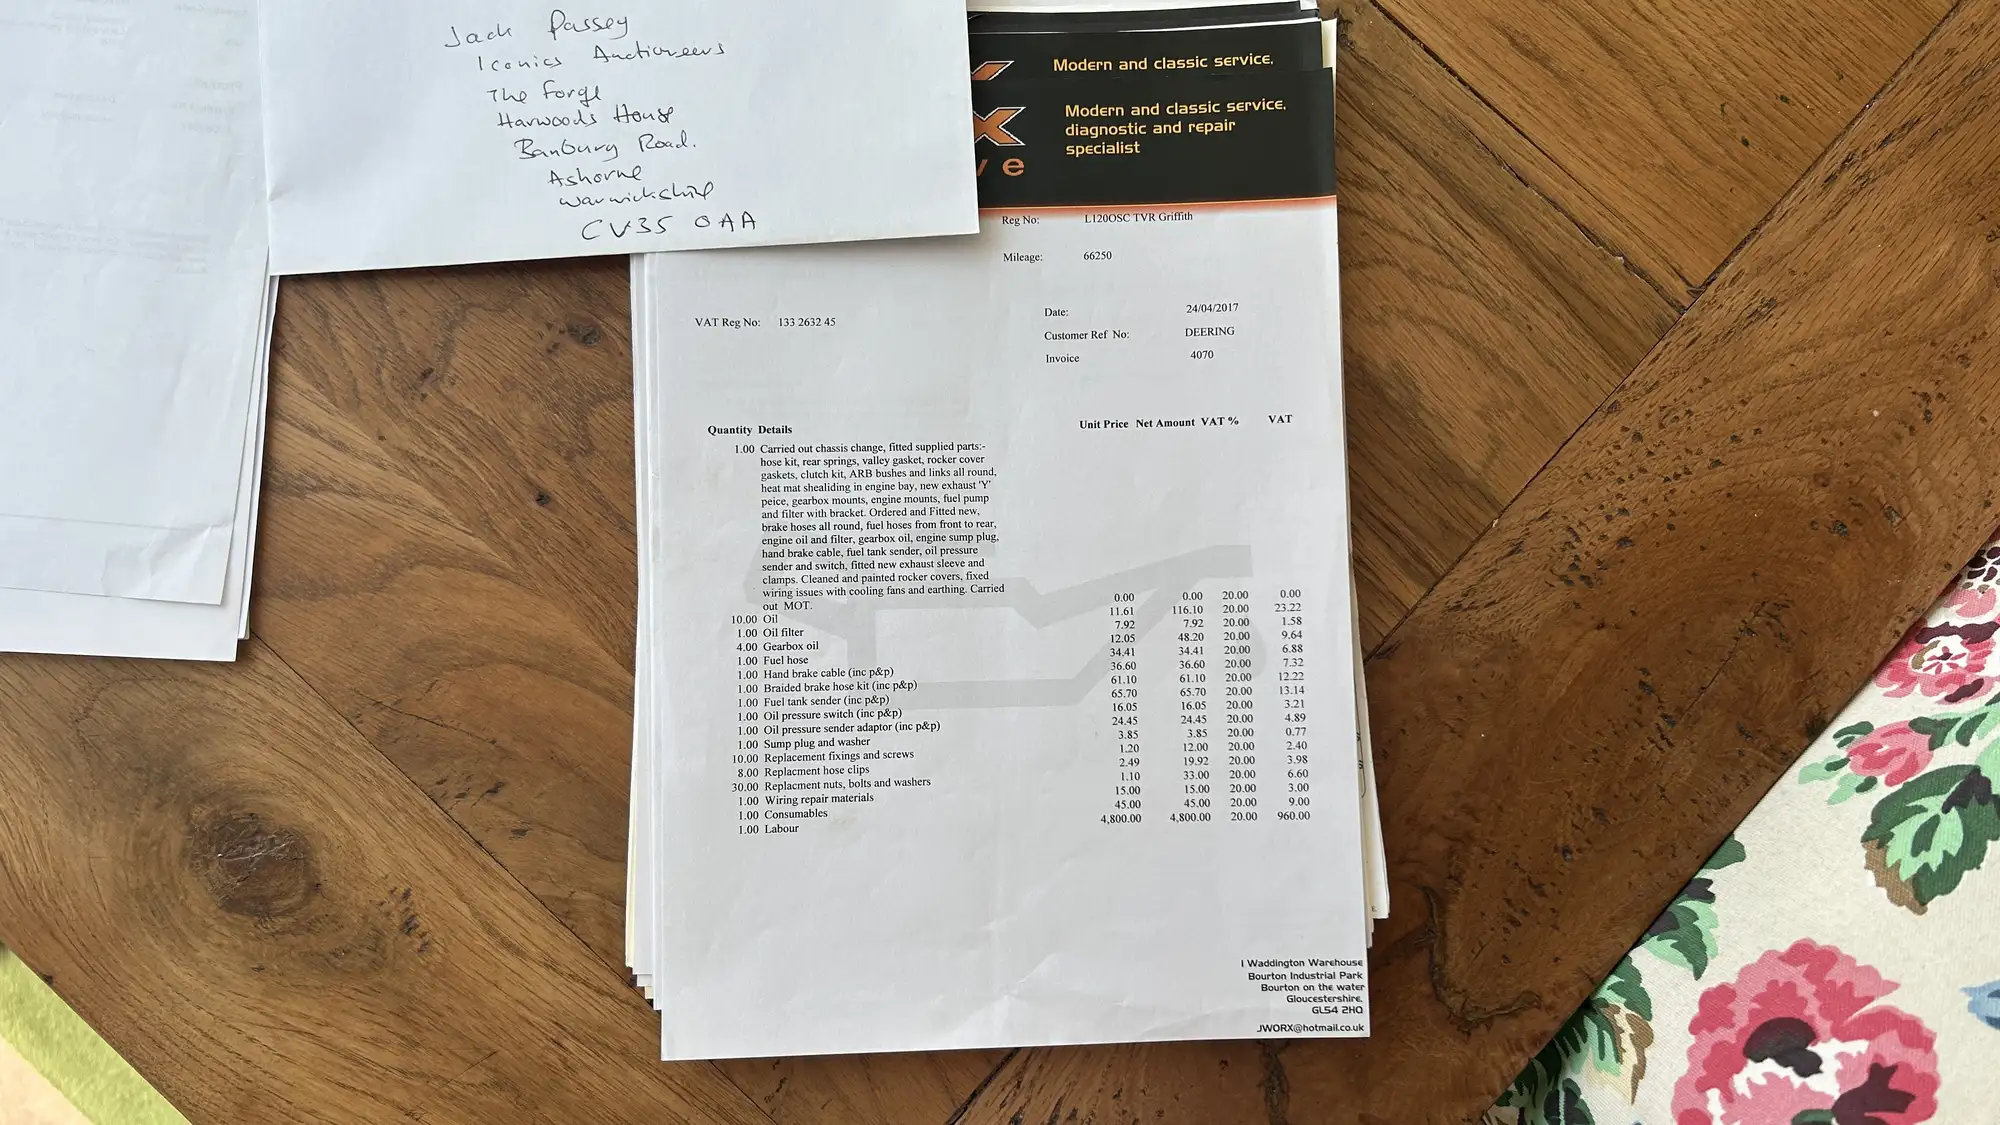 Jack Passey
Iconics Auctioneers
The Forge
Harwoods House
Banbury Road.
Ashorne
Warwickshire
CV35 0AA
Modern and classic service,
Modern and classic service,
diagnostic and repair
specialist
Reg No: L120OSC TVR Griffith
Mileage: 66250
VAT Reg No: 133 2632 45
Date: 24/04/2017
Customer Ref No: DEERING
Invoice 4070
Quantity Details Unit Price Net Amount VAT % VAT
1.00 Carried out chassis change, fitted supplied parts:-
hose kit, rear springs, valley gasket, rocker cover
gaskets, clutch kit, ARB bushes and links all round,
heat mat shealiding in engine bay, new exhaust 'Y'
peice, gearbox mounts, engine mounts, fuel pump
and filter with bracket. Ordered and Fitted new,
brake hoses all round, fuel hoses from front to rear,
engine oil and filter, gearbox oil, engine sump plug,
hand brake cable, fuel tank sender, oil pressure
sender and switch, fitted new exhaust sleeve and
clamps. Cleaned and painted rocker covers, fixed
wiring issues with cooling fans and earthing. Carried
out MOT. 0.00 0.00 20.00 0.00
10.00 Oil 11.61 116.10 20.00 23.22
1.00 Oil filter 7.92 7.92 20.00 1.58
4.00 Gearbox oil 12.05 48.20 20.00 9.64
1.00 Fuel hose 34.41 34.41 20.00 6.88
1.00 Hand brake cable (inc p&p) 36.60 36.60 20.00 7.32
1.00 Braided brake hose kit (inc p&p) 61.10 61.10 20.00 12.22
1.00 Fuel tank sender (inc p&p) 65.70 65.70 20.00 13.14
1.00 Oil pressure switch (inc p&p) 16.05 16.05 20.00 3.21
1.00 Oil pressure sender adaptor (inc p&p) 24.45 24.45 20.00 4.89
1.00 Sump plug and washer 3.85 3.85 20.00 0.77
10.00 Replacement fixings and screws 1.20 12.00 20.00 2.40
8.00 Replacment hose clips 2.49 19.92 20.00 3.98
30.00 Replacment nuts, bolts and washers 1.10 33.00 20.00 6.60
1.00 Wiring repair materials 15.00 15.00 20.00 3.00
1.00 Consumables 45.00 45.00 20.00 9.00
1.00 Labour 4,800.00 4,800.00 20.00 960.00
1 Waddington Warehouse
Bourton Industrial Park
Bourton on the water
Gloucestershire,
GL54 2HQ
JWORX@hotmail.co.uk